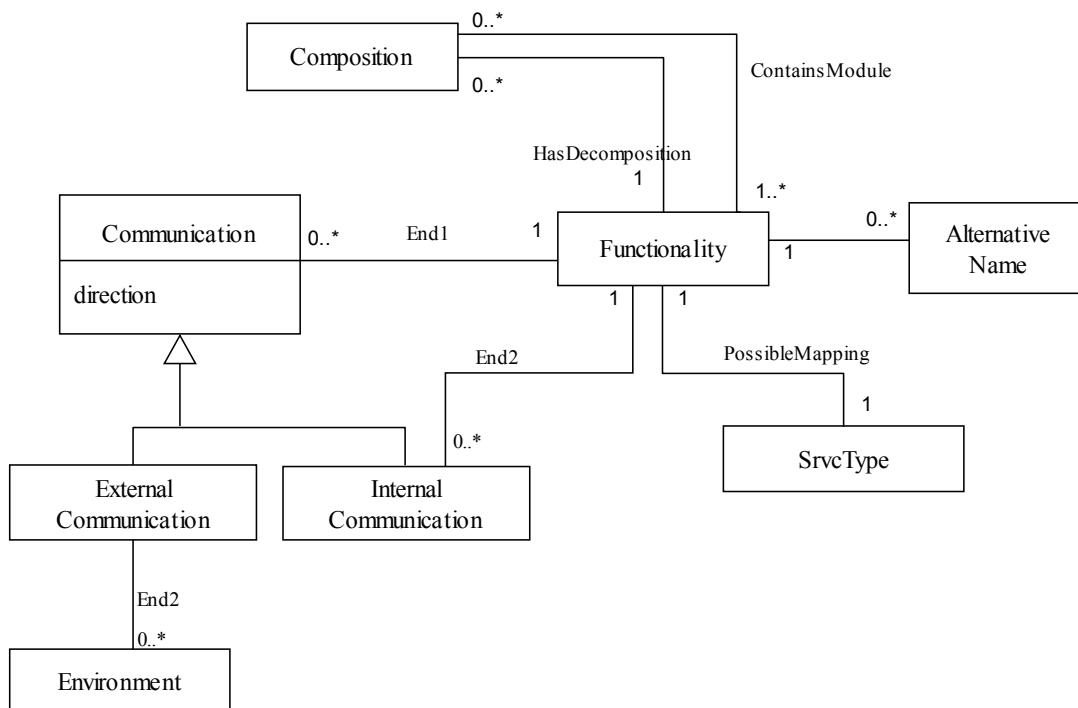 0..*
Composition
ContainsModule
0..*
HasDecomposition
1
1..*
Communication
0..*
End1
1
Functionality
0..*
1
Alternative
Name
direction
1
1
End2
PossibleMapping
1
0..*
SrvcType
External
Communication
Internal
Communication
End2
0..*
Environment